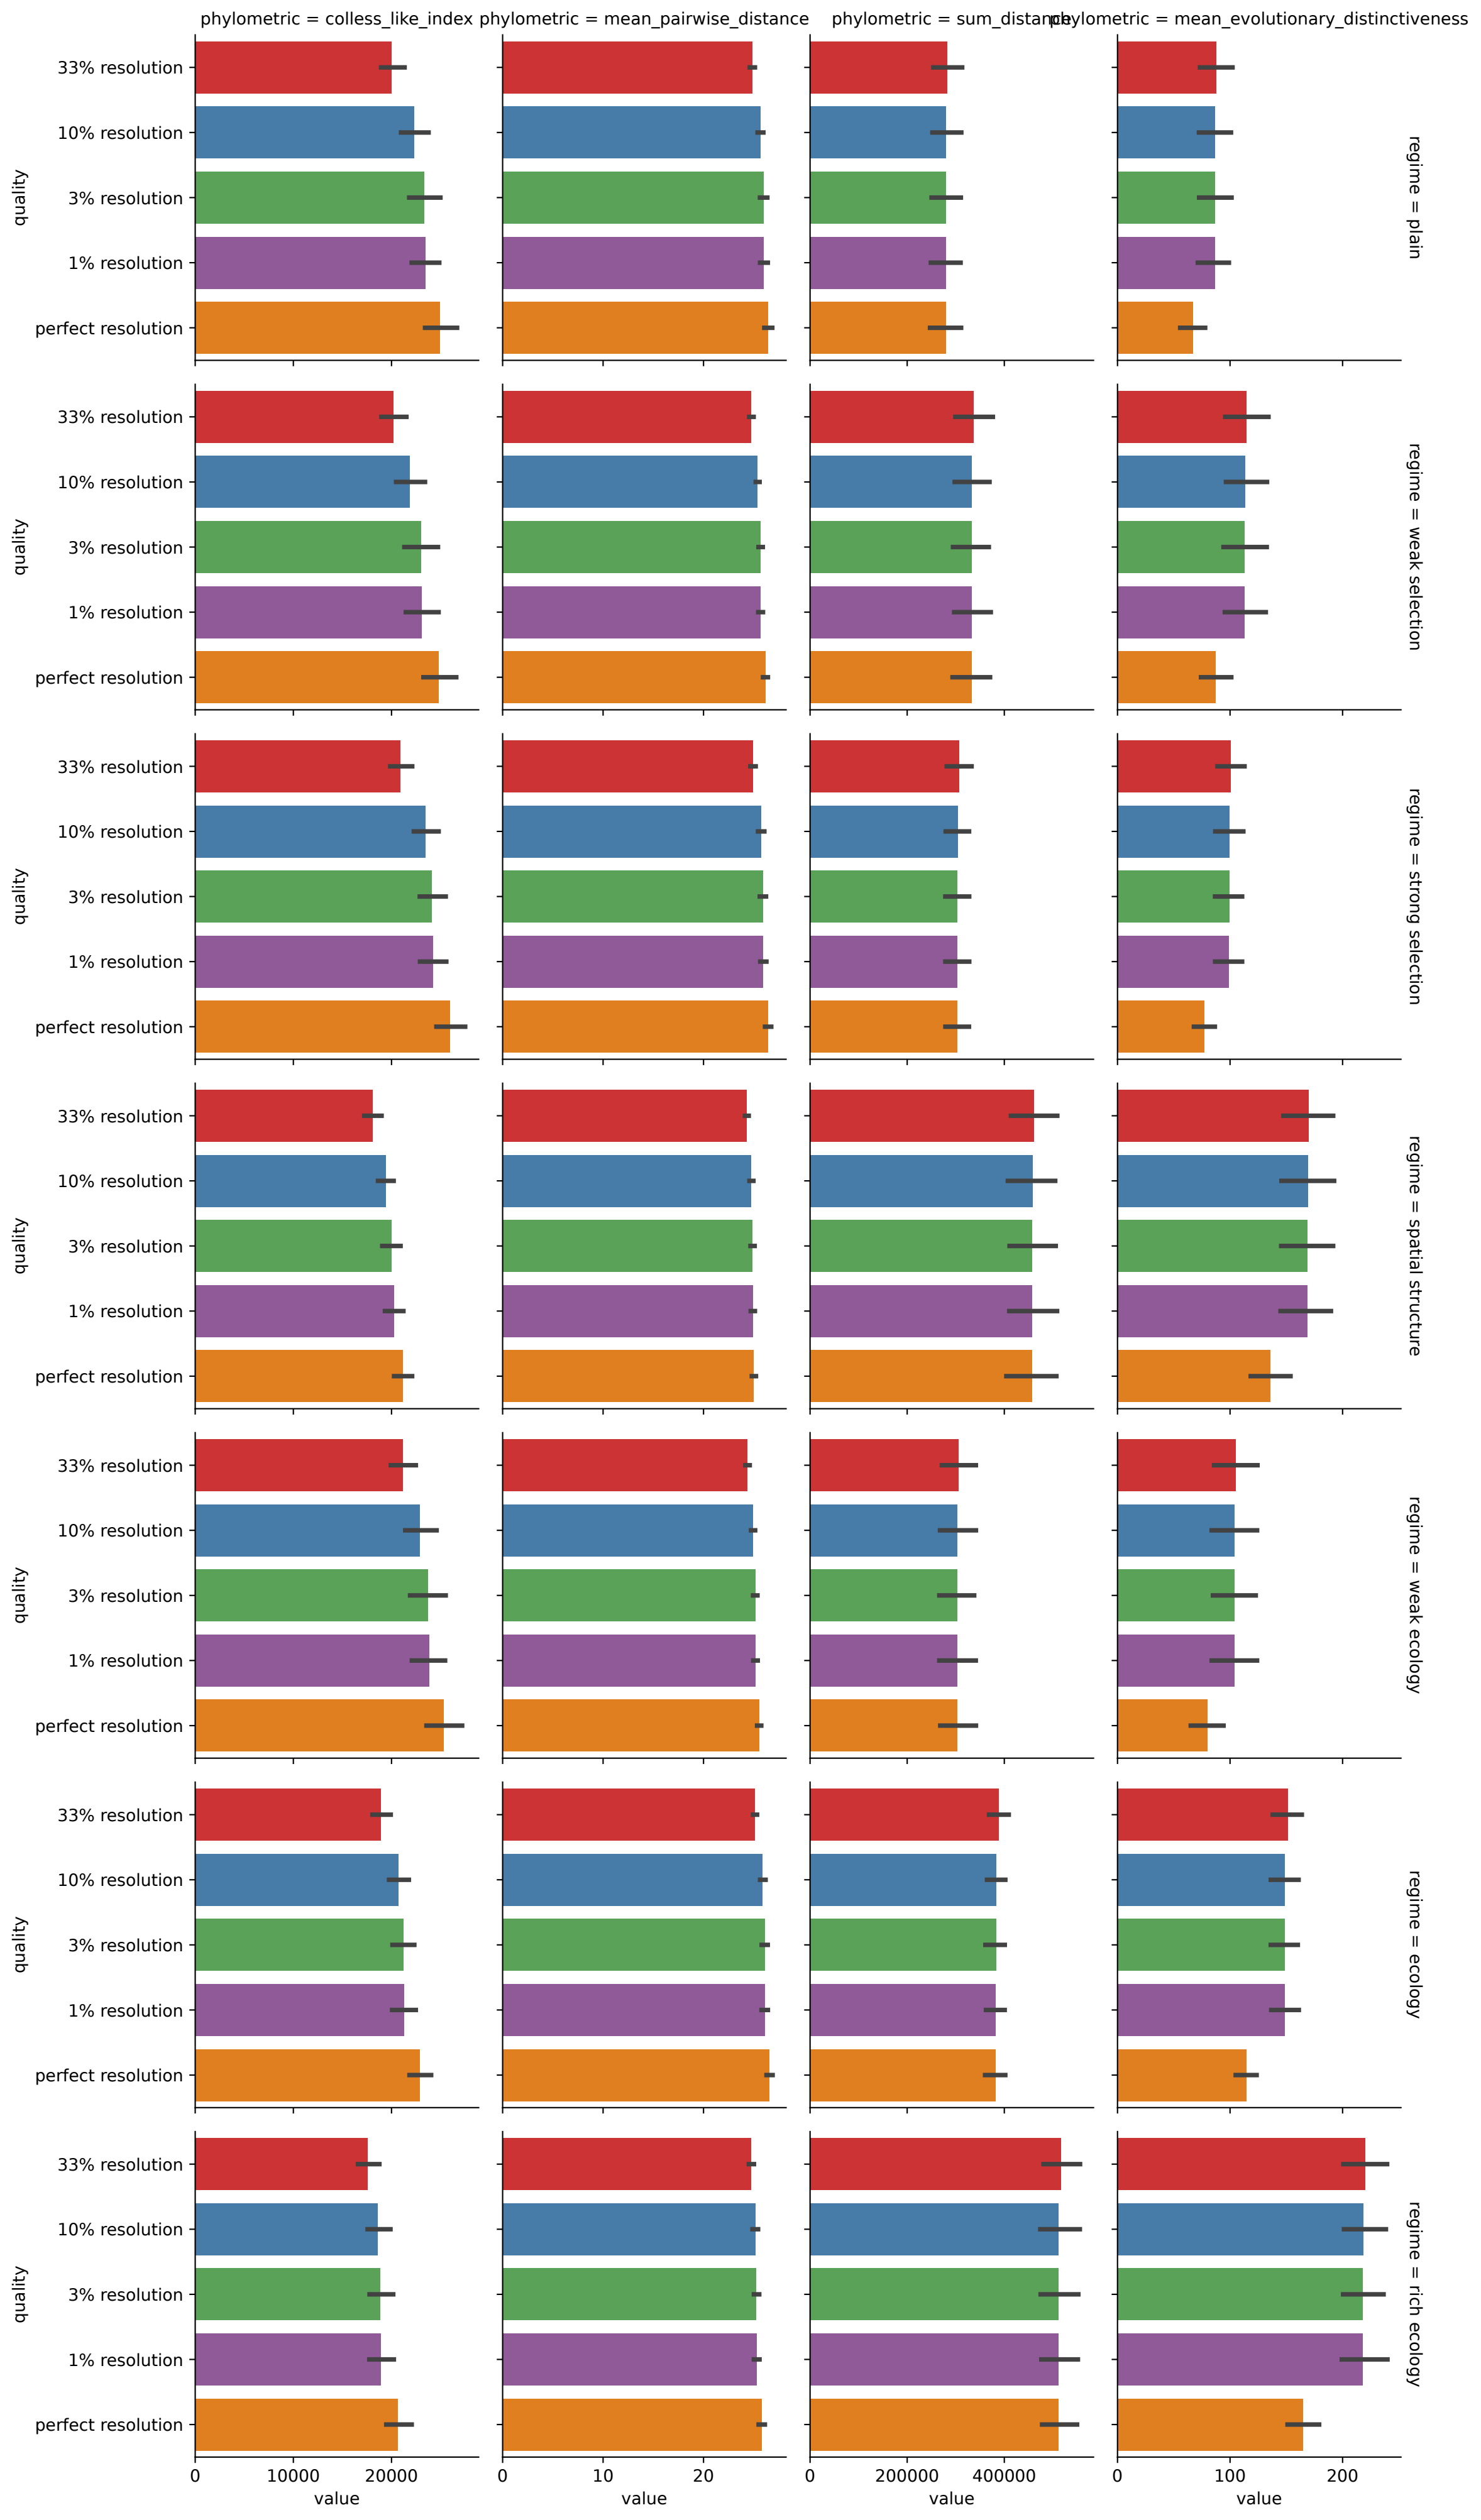 phylometric = colless_like_index
phylometric = mean_pairwise_distance
phylometric = sum_distance
phylometric = mean_evolutionary_distinctiveness
quality
33% resolution
10% resolution
3% resolution
1% resolution
perfect resolution
regime = plain
quality
33% resolution
10% resolution
3% resolution
1% resolution
perfect resolution
regime = weak selection
quality
33% resolution
10% resolution
3% resolution
1% resolution
perfect resolution
regime = strong selection
quality
33% resolution
10% resolution
3% resolution
1% resolution
perfect resolution
regime = spatial structure
quality
33% resolution
10% resolution
3% resolution
1% resolution
perfect resolution
regime = weak ecology
quality
33% resolution
10% resolution
3% resolution
1% resolution
perfect resolution
regime = ecology
quality
33% resolution
10% resolution
3% resolution
1% resolution
perfect resolution
regime = rich ecology
0 10000 20000
0 10 20
0 200000 400000
0 100 200
value
value
value
value